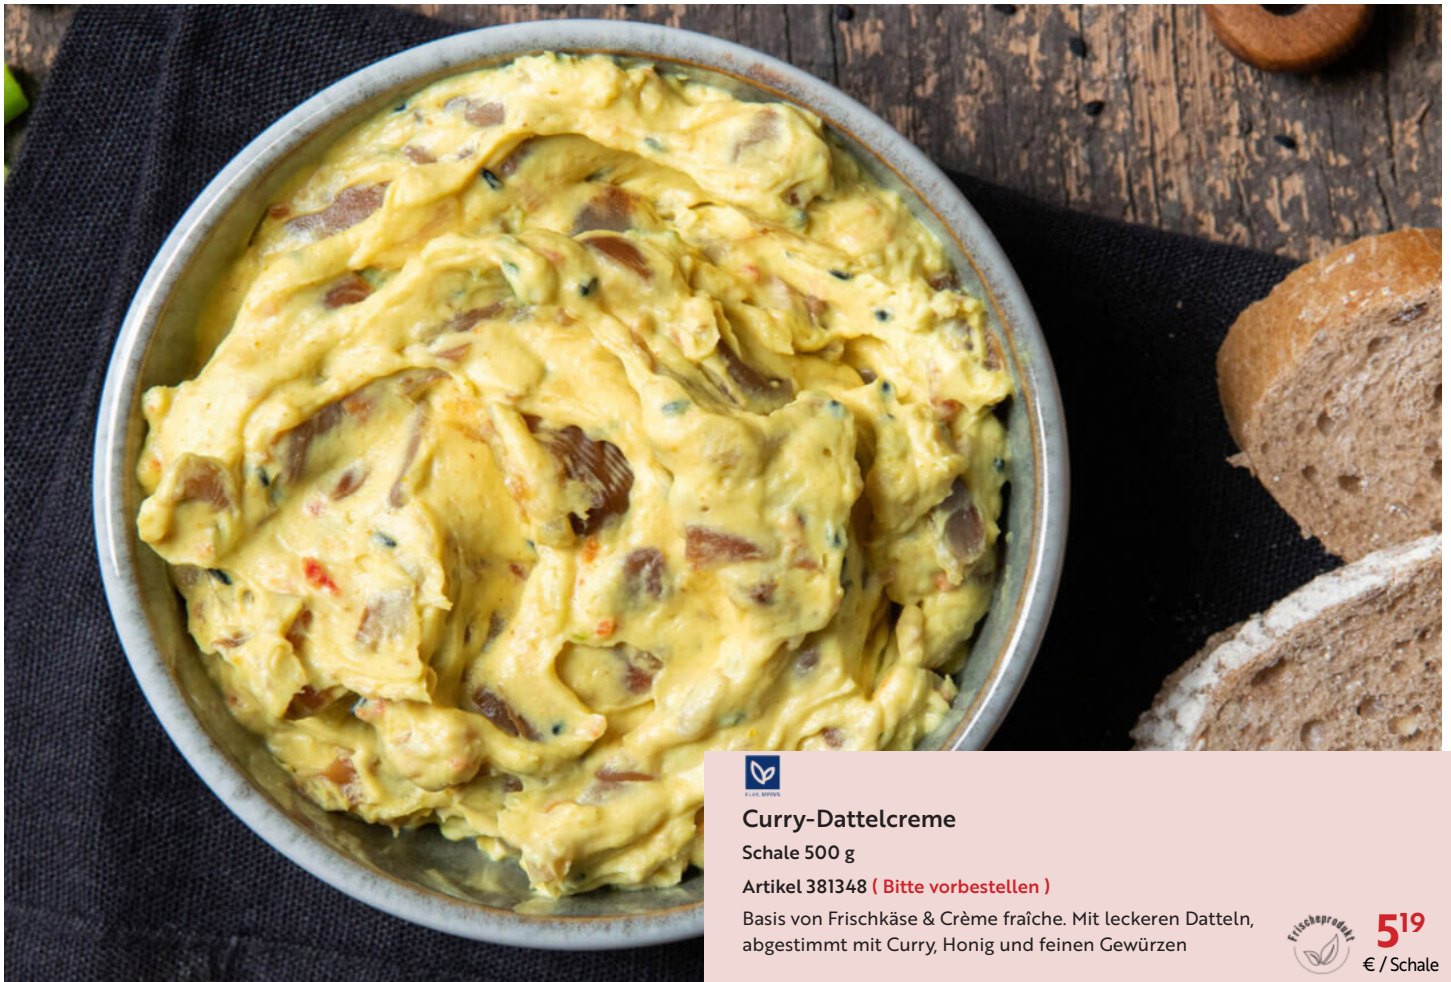 KUHLMANN
Curry-Dattelcreme
Schale 500 g
Artikel 381348 ( Bitte vorbestellen )
Basis von Frischkäse & Crème fraîche. Mit leckeren Datteln,
abgestimmt mit Curry, Honig und feinen Gewürzen
Frischeprodukt
519
€ / Schale